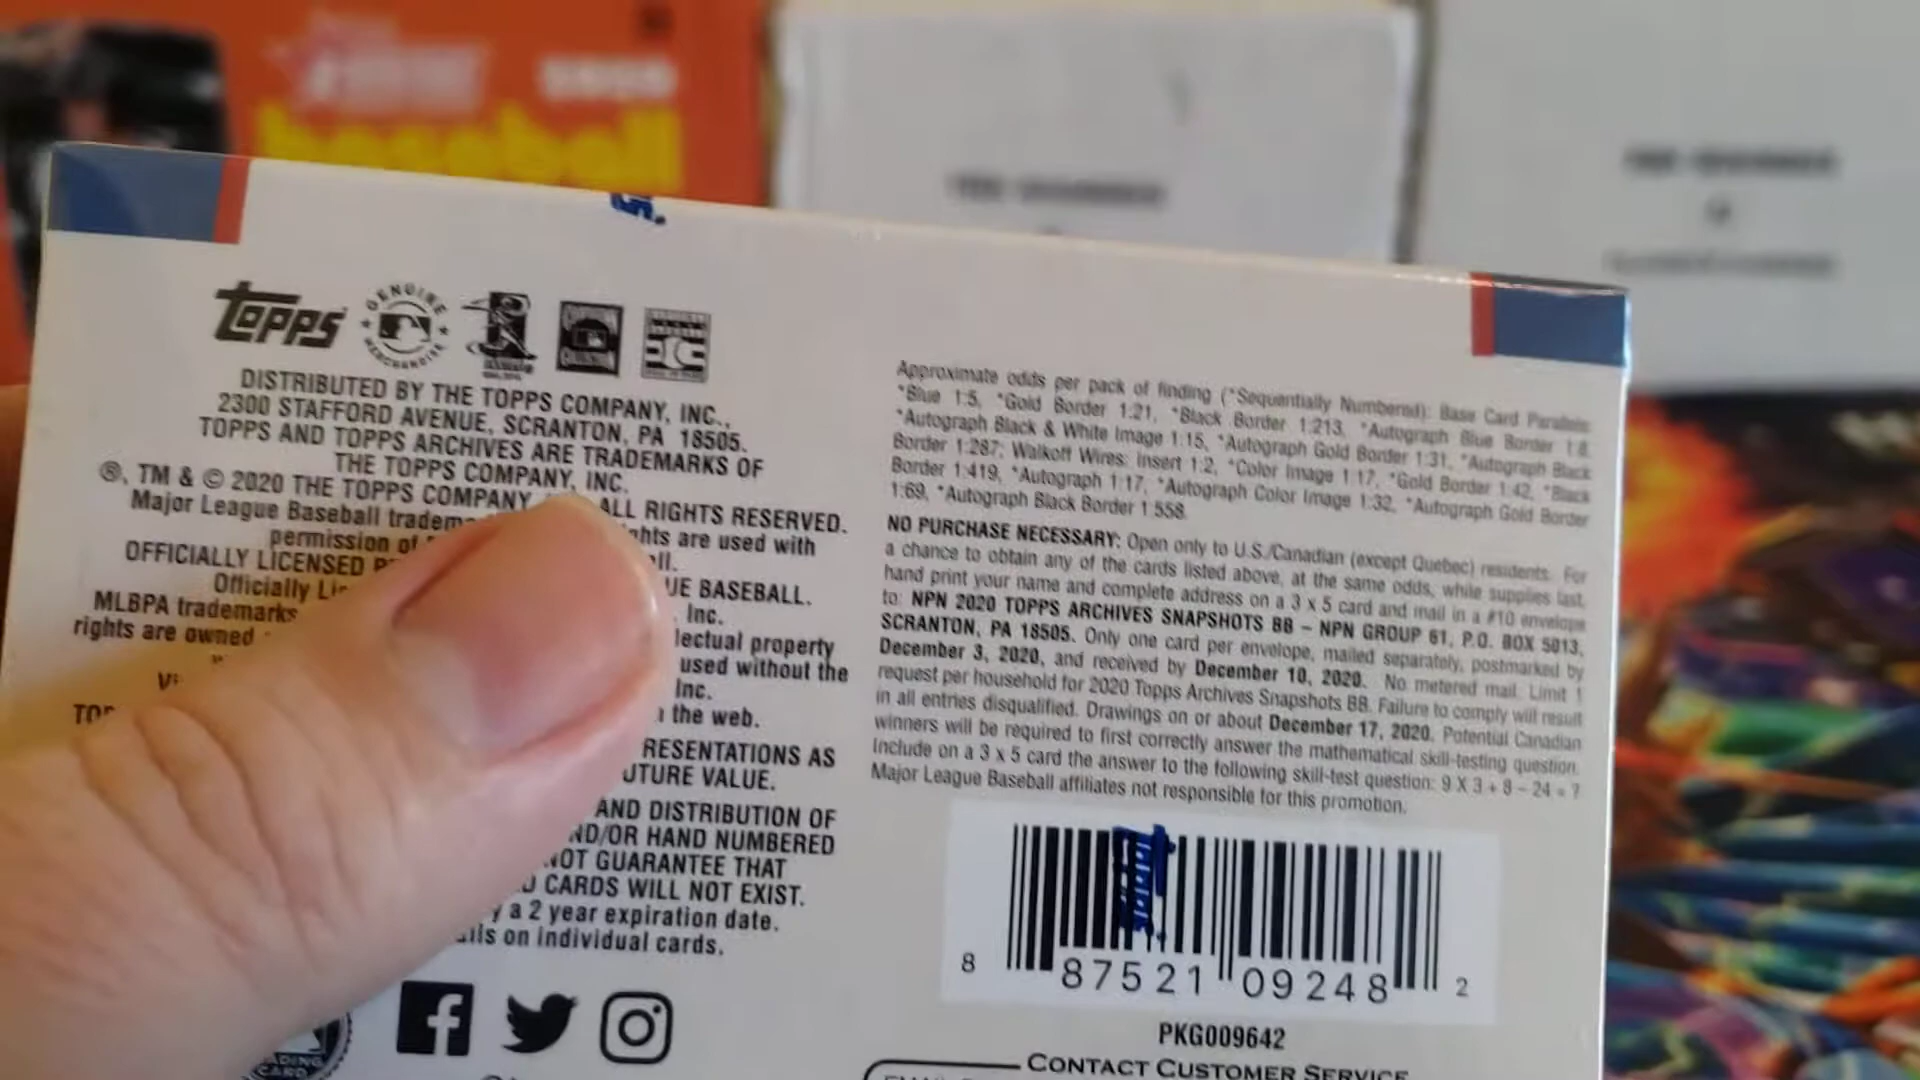 baseball
topps
GENUINE
MERCHANDISE
DISTRIBUTED BY THE TOPPS COMPANY, INC.,
2300 STAFFORD AVENUE, SCRANTON, PA 18505.
TOPPS AND TOPPS ARCHIVES ARE TRADEMARKS OF
THE TOPPS COMPANY, INC.
®, TM & © 2020 THE TOPPS COMPANY, ALL RIGHTS RESERVED.
Major League Baseball are used with
permission of
OFFICIALLY LICENSED BASEBALL.
Officially Inc.
MLBPA trademarks property
rights are owned used without the
Inc.
the web.
AS
VALUE.
AND DISTRIBUTION OF
HAND NUMBERED
GUARANTEE THAT
CARDS WILL NOT EXIST.
a 2 year expiration date.
on individual cards.
Approximate odds per pack of finding (*Sequentially Numbered): Base Card Parallels
*Blue 1:5, *Gold Border 1:21, *Black Border 1:213, *Autograph Blue Border 1:8,
*Autograph Black & White Image 1:15, *Autograph Gold Border 1:31, *Autograph Black
Border 1:287; Walkoff Wires: Insert 1:2, *Color Image 1:17, *Gold Border 1:42, *Black
Border 1:419, *Autograph 1:17, *Autograph Color Image 1:32, *Autograph Gold Border
1:69, *Autograph Black Border 1:558.
NO PURCHASE NECESSARY: Open only to U.S./Canadian (except Quebec) residents. For
a chance to obtain any of the cards listed above, at the same odds, while supplies last,
hand print your name and complete address on a 3 x 5 card and mail in a #10 envelope
to: NPN 2020 TOPPS ARCHIVES SNAPSHOTS BB – NPN GROUP 61, P.O. BOX 5013,
SCRANTON, PA 18505. Only one card per envelope, mailed separately, postmarked by
December 3, 2020, and received by December 10, 2020. No metered mail. Limit 1
request per household for 2020 Topps Archives Snapshots BB. Failure to comply will result
in all entries disqualified. Drawings on or about December 17, 2020. Potential Canadian
winners will be required to first correctly answer the mathematical skill-testing question.
Include on a 3 x 5 card the answer to the following skill-test question: 9 X 3 + 8 – 24 = ?
Major League Baseball affiliates not responsible for this promotion.
8 87521 09248 2
PKG009642
CONTACT CUSTOMER SERVICE